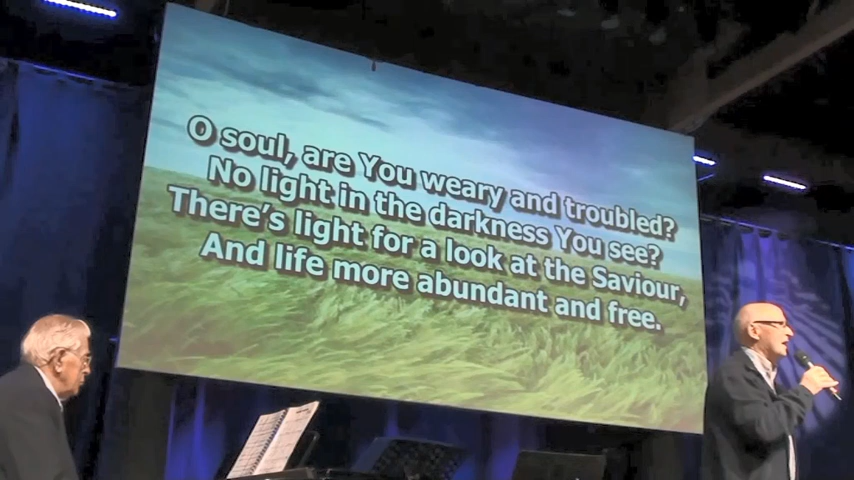 O soul, are You weary and troubled?
No light in the darkness You see?
There's light for a look at the Saviour,
And life more abundant and free.